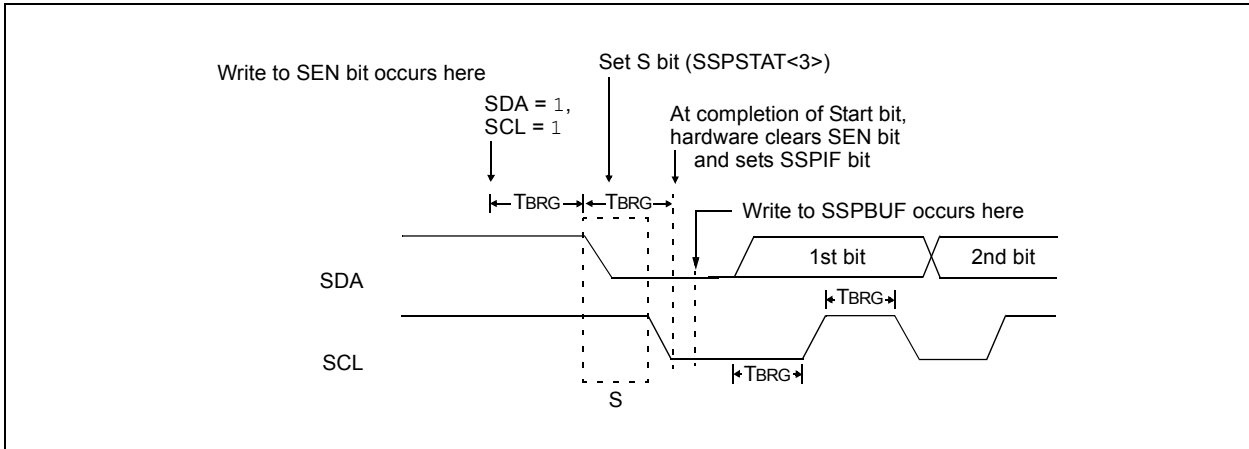 Set S bit (SSPSTAT<3>)
Write to SEN bit occurs here
SDA = 1,
SCL = 1
At completion of Start bit,
hardware clears SEN bit
and sets SSPIF bit
TBRG
TBRG
Write to SSPBUF occurs here
1st bit
2nd bit
SDA
TBRG
SCL
TBRG
S